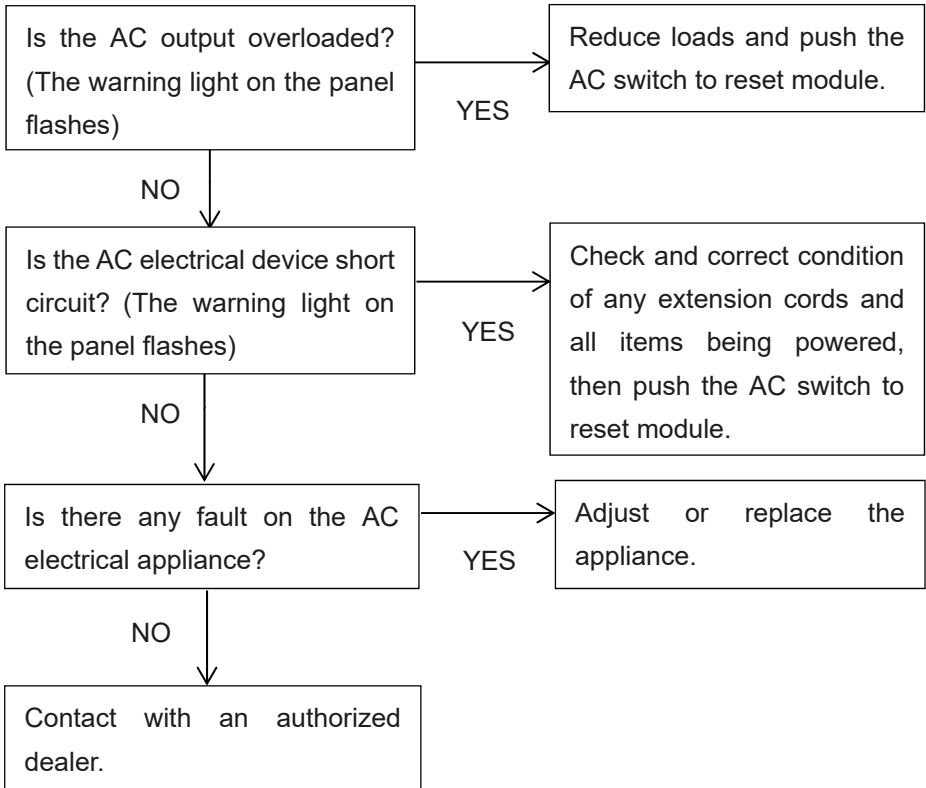 Is the AC output overloaded?
(The warning light on the panel
flashes)
Reduce loads and push the
AC switch to reset module.
YES
NO
Is the AC electrical device short
circuit? (The warning light on
the panel flashes)
Check and correct condition
of any extension cords and
all items being powered,
then push the AC switch to
reset module.
YES
NO
Is there any fault on the AC
electrical appliance?
Adjust or replace the
appliance.
YES
NO
Contact with an authorized
dealer.